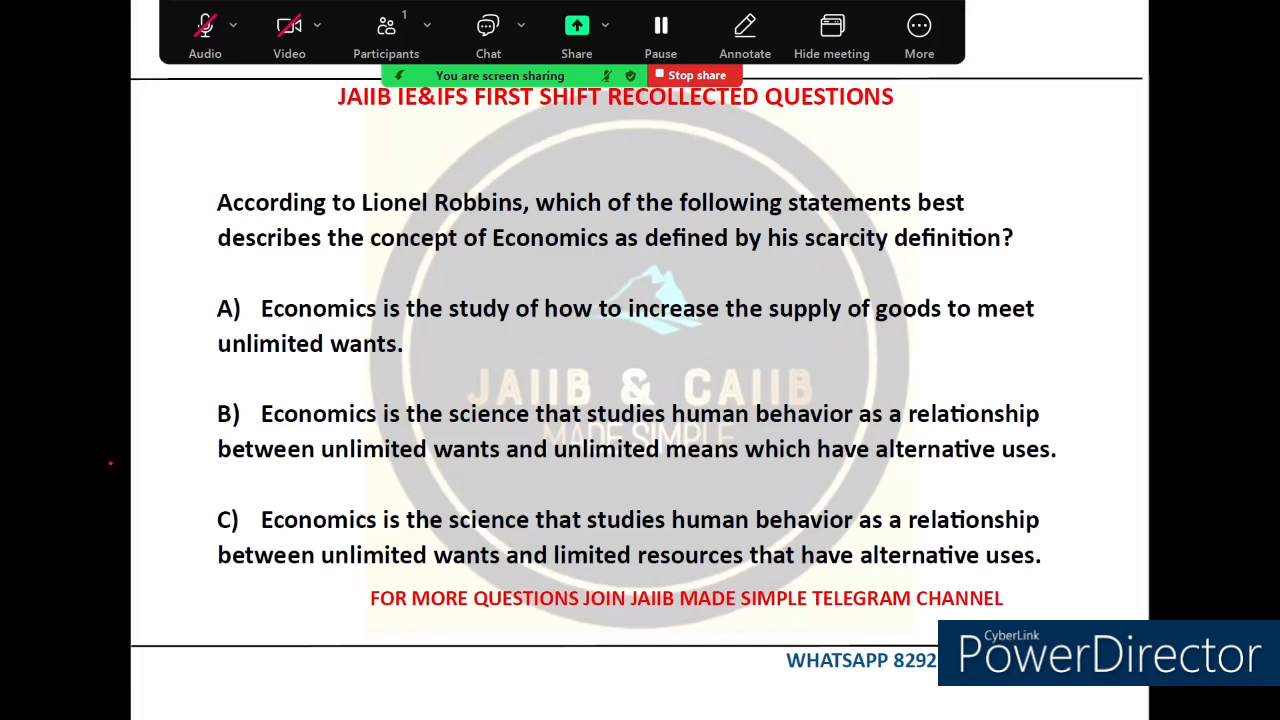 1
Audio Video Participants Chat Share Pause Annotate Hide meeting More
You are screen sharing Stop share
JAIIB IE&IFS FIRST SHIFT RECOLLECTED QUESTIONS
According to Lionel Robbins, which of the following statements best
describes the concept of Economics as defined by his scarcity definition?
A) Economics is the study of how to increase the supply of goods to meet
unlimited wants.
JAIIB & CAIIB
B) Economics is the science that studies human behavior as a relationship
MADE SIMPLE
between unlimited wants and unlimited means which have alternative uses.
C) Economics is the science that studies human behavior as a relationship
between unlimited wants and limited resources that have alternative uses.
FOR MORE QUESTIONS JOIN JAIIB MADE SIMPLE TELEGRAM CHANNEL
WHATSAPP 8292
CyberLink
PowerDirector